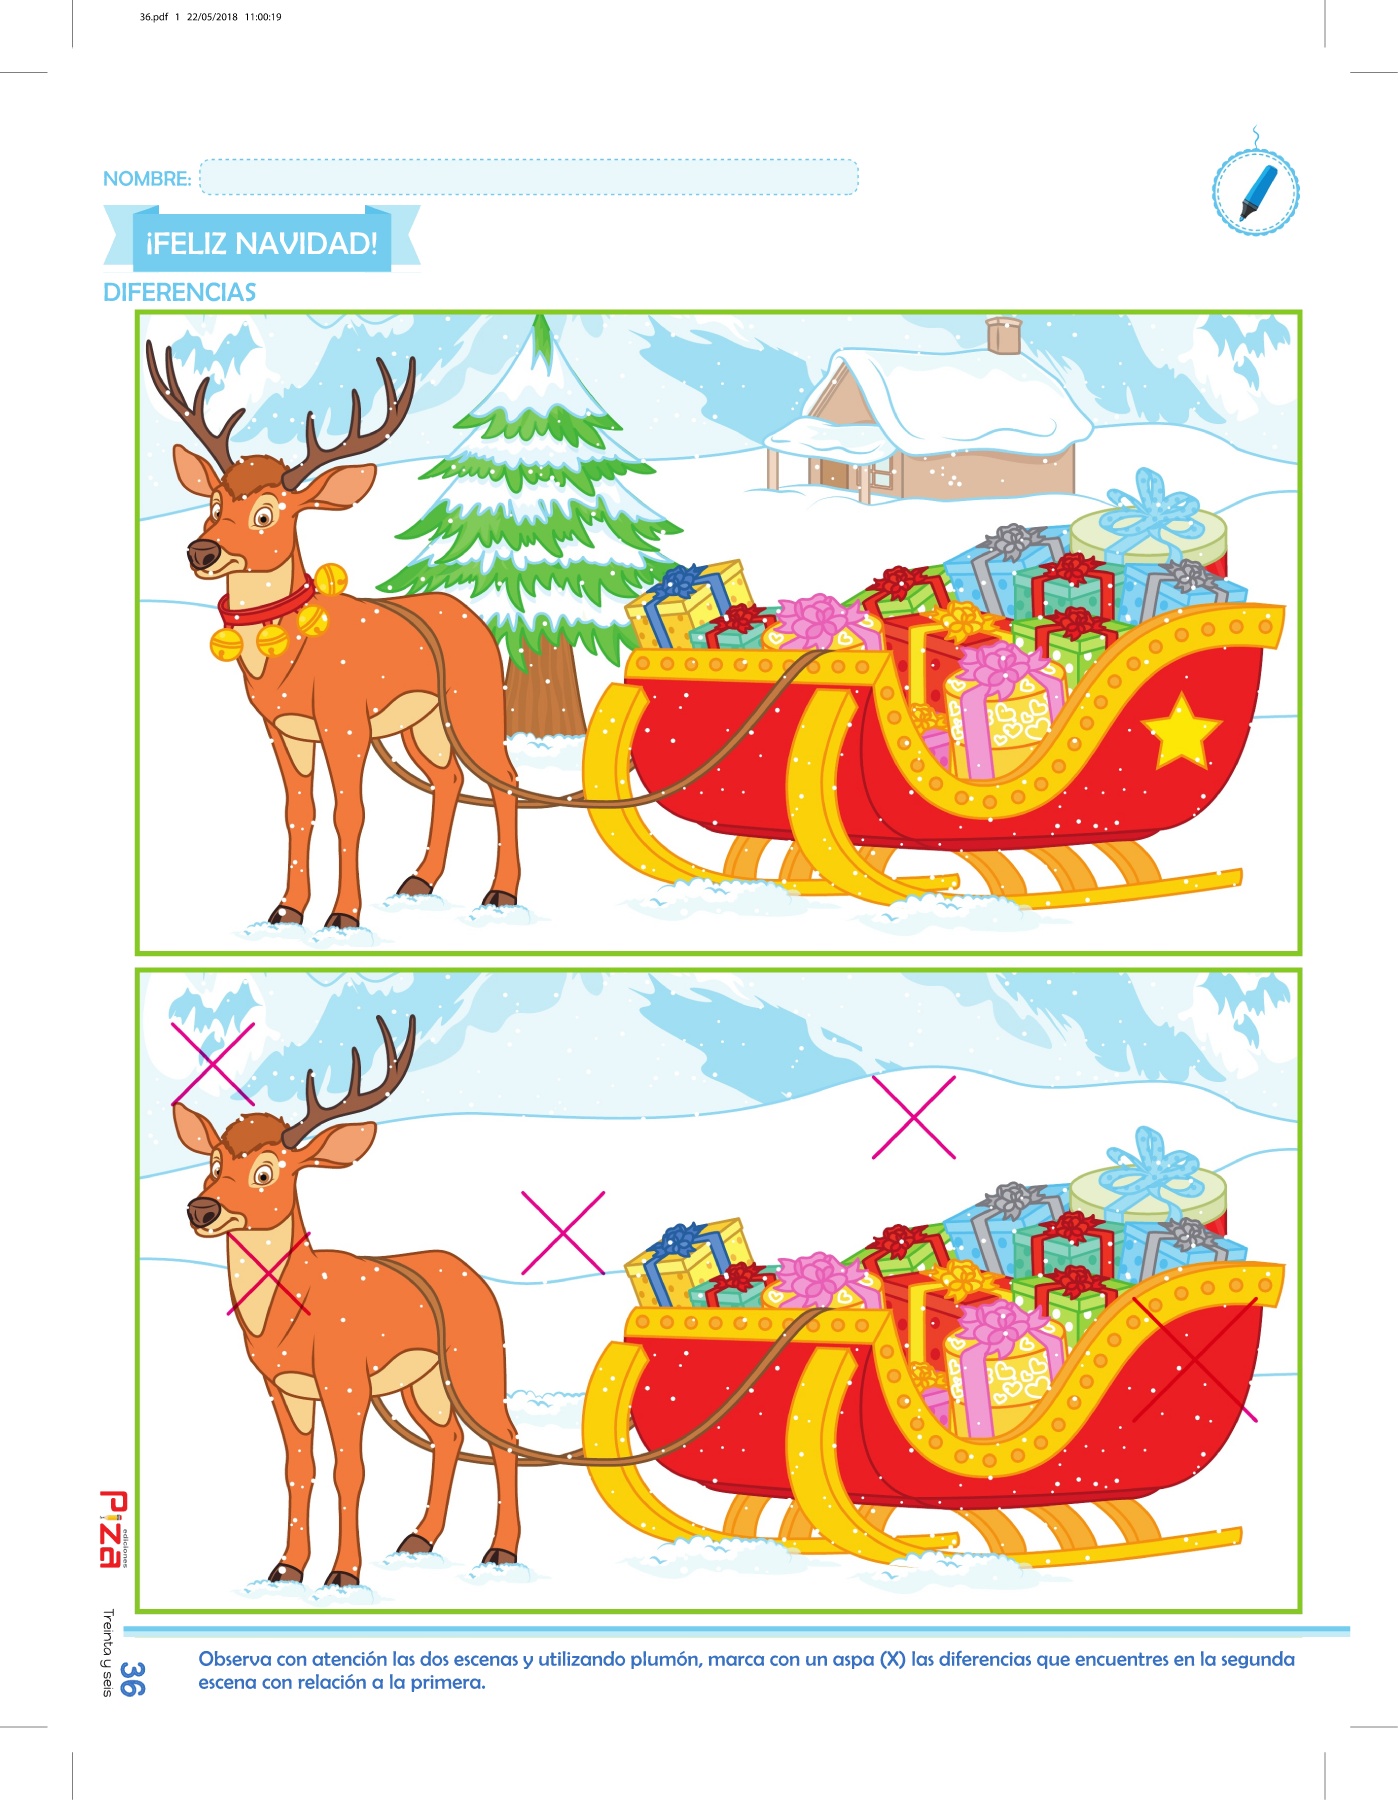 36.pdf 1 22/05/2018 11:00:19
NOMBRE:
¡FELIZ NAVIDAD!
DIFERENCIAS
Piza
ediciones
Treinta y seis
36
Observa con atención las dos escenas y utilizando plumón, marca con un aspa (X) las diferencias que encuentres en la segunda
escena con relación a la primera.